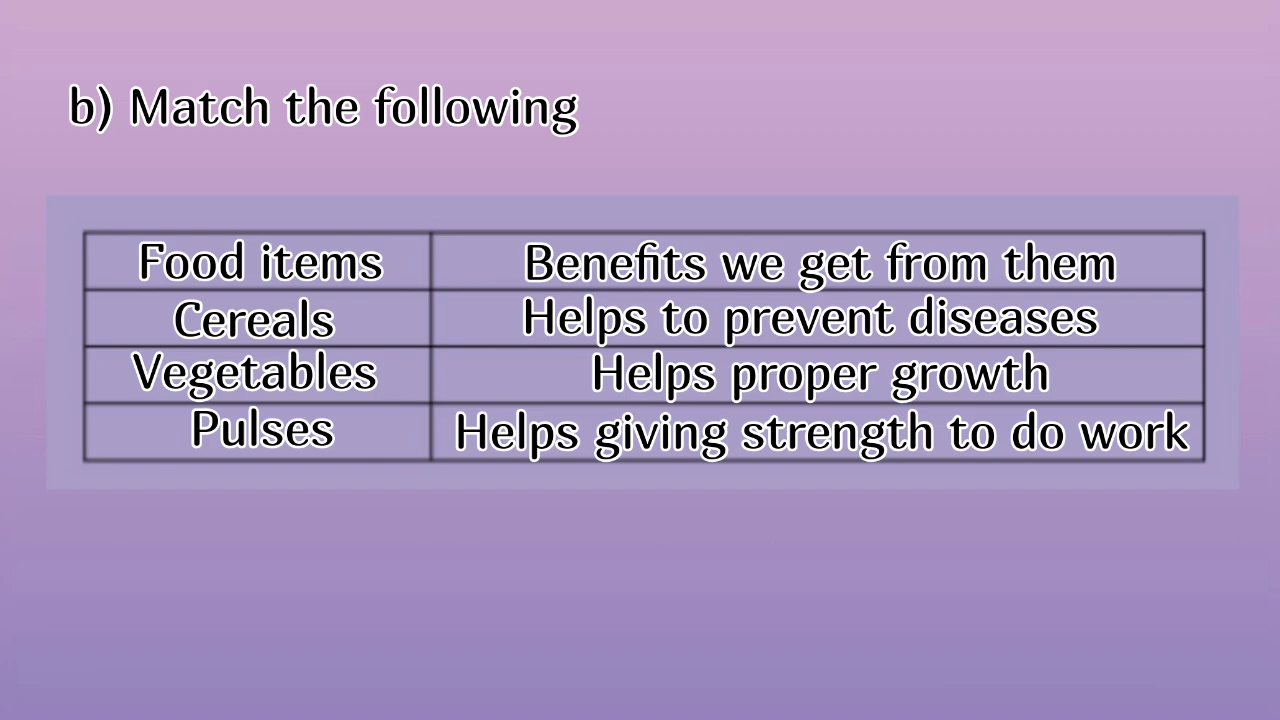 b) Match the following
Food items Benefits we get from them
Cereals Helps to prevent diseases
Vegetables Helps proper growth
Pulses Helps giving strength to do work